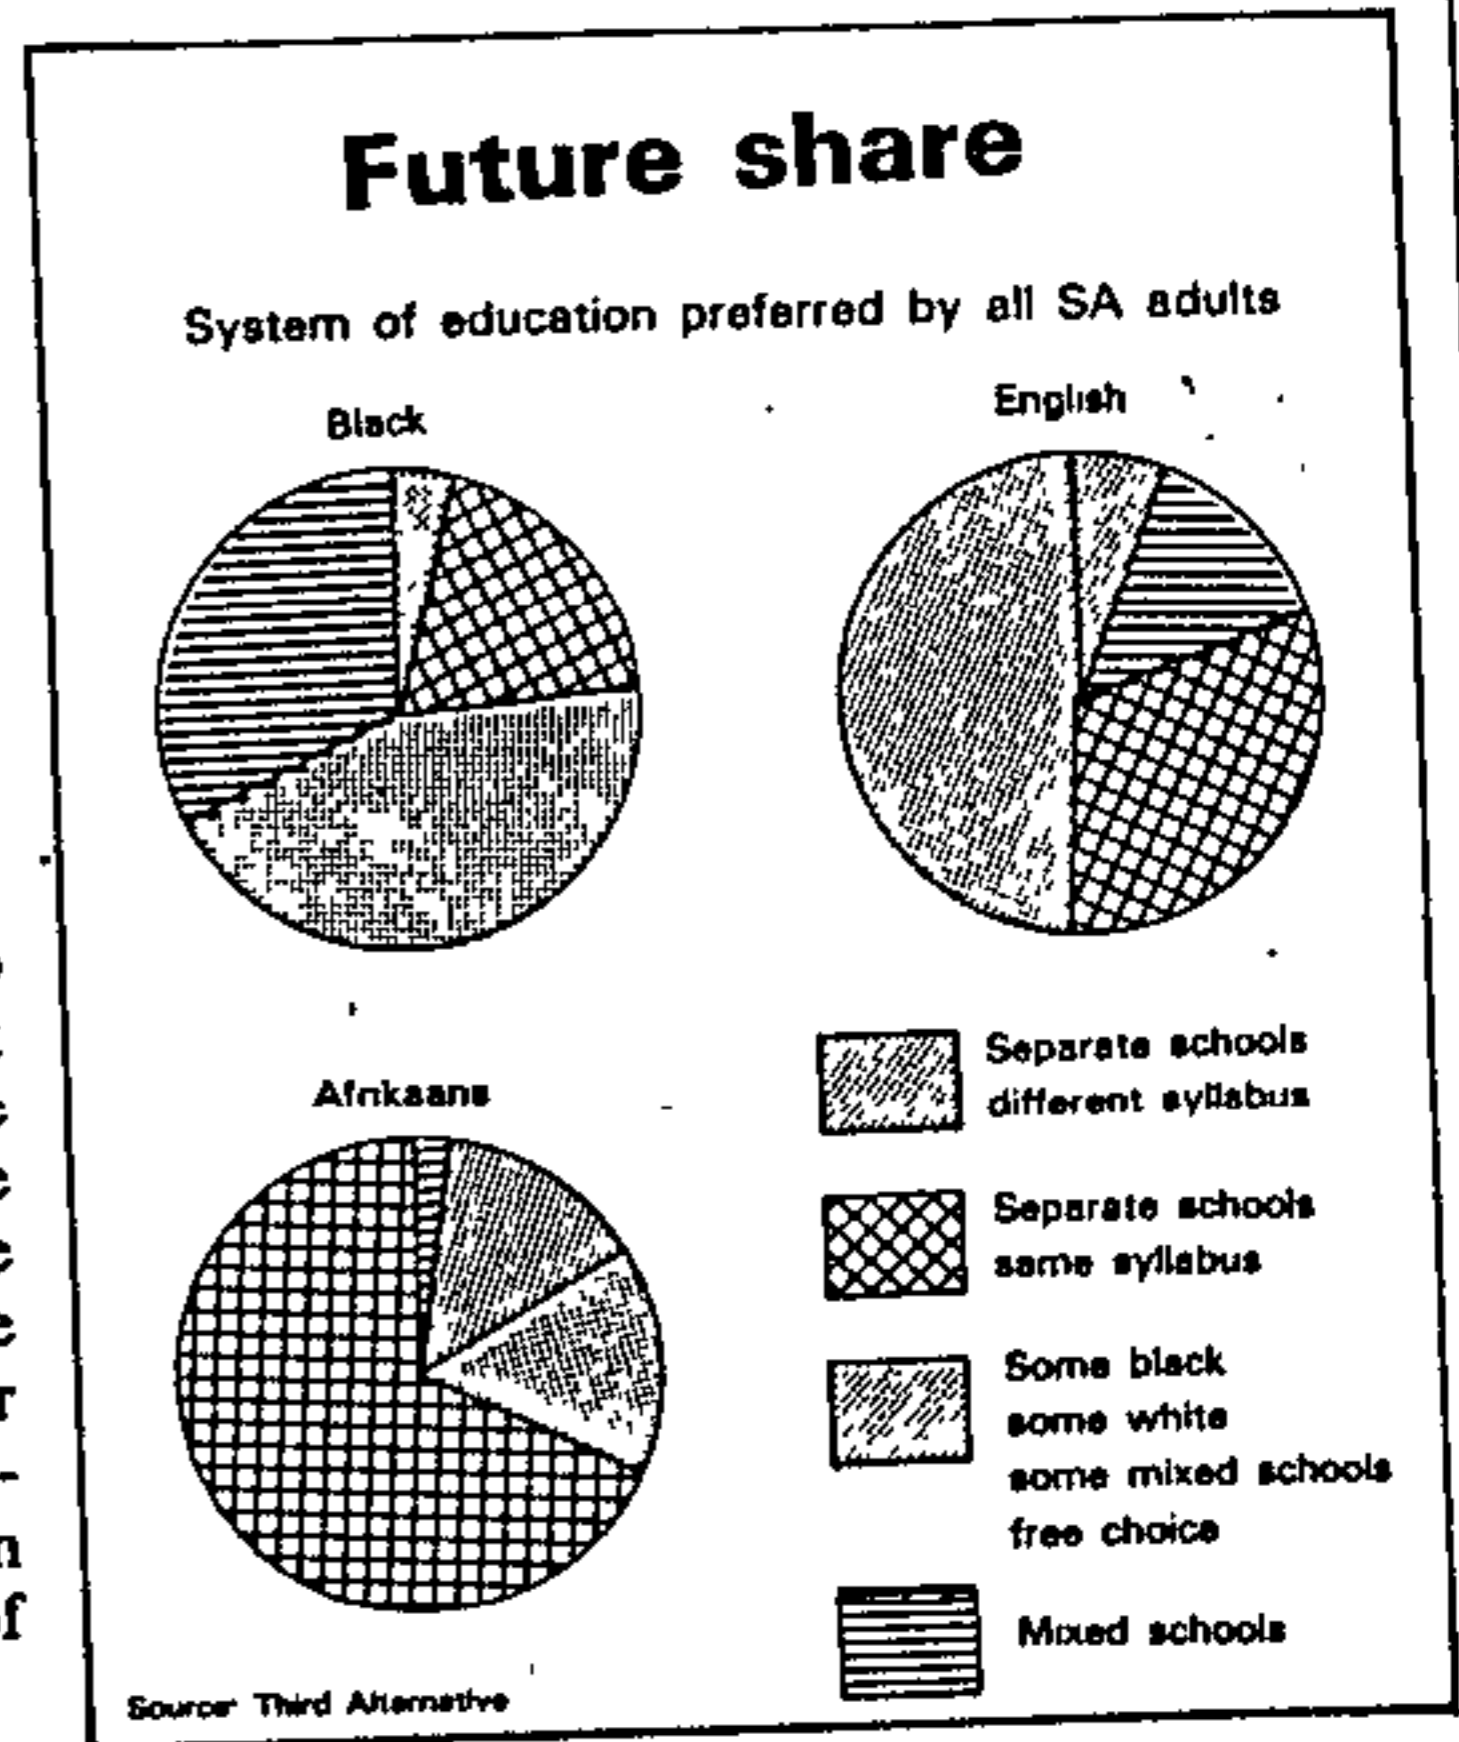 Future share
System of education preferred by all SA adults
Black
English
Afrikaans
Separate schools
different syllabus
Separate schools
same syllabus
Some black
some white
some mixed schools
free choice
Mixed schools
Source: Third Alternative